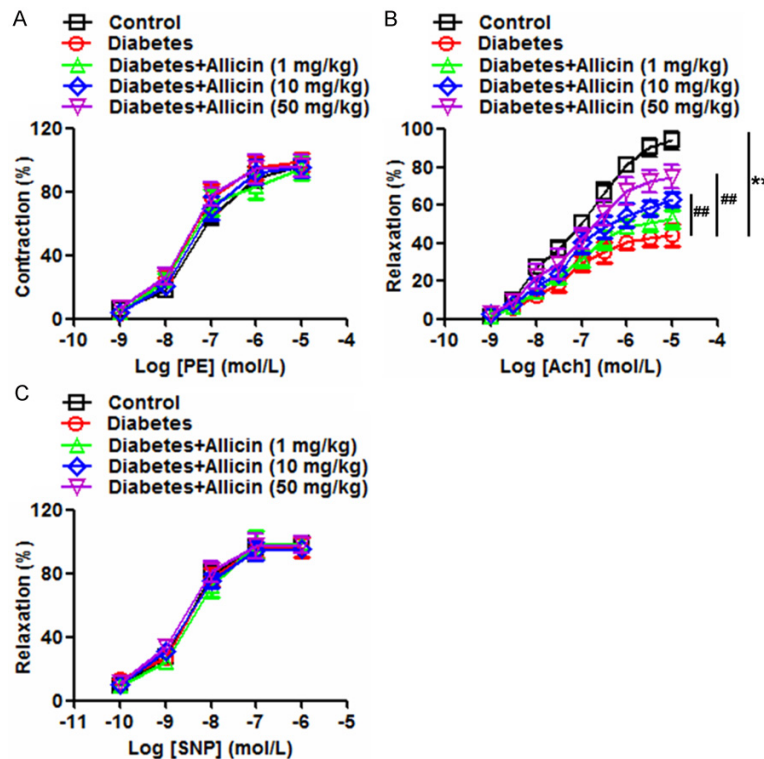 A
Control
Diabetes
Diabetes+Allicin (1 mg/kg)
Diabetes+Allicin (10 mg/kg)
Diabetes+Allicin (50 mg/kg)
120
80
40
0
Contraction (%)
-10 -9 -8 -7 -6 -5 -4
Log [PE] (mol/L)
B
Control
Diabetes
Diabetes+Allicin (1 mg/kg)
Diabetes+Allicin (10 mg/kg)
Diabetes+Allicin (50 mg/kg)
100
80
60
40
20
0
Relaxation (%)
## ## **
-10 -9 -8 -7 -6 -5 -4
Log [Ach] (mol/L)
C
Control
Diabetes
Diabetes+Allicin (1 mg/kg)
Diabetes+Allicin (10 mg/kg)
Diabetes+Allicin (50 mg/kg)
120
80
40
0
Relaxation (%)
-11 -10 -9 -8 -7 -6 -5
Log [SNP] (mol/L)